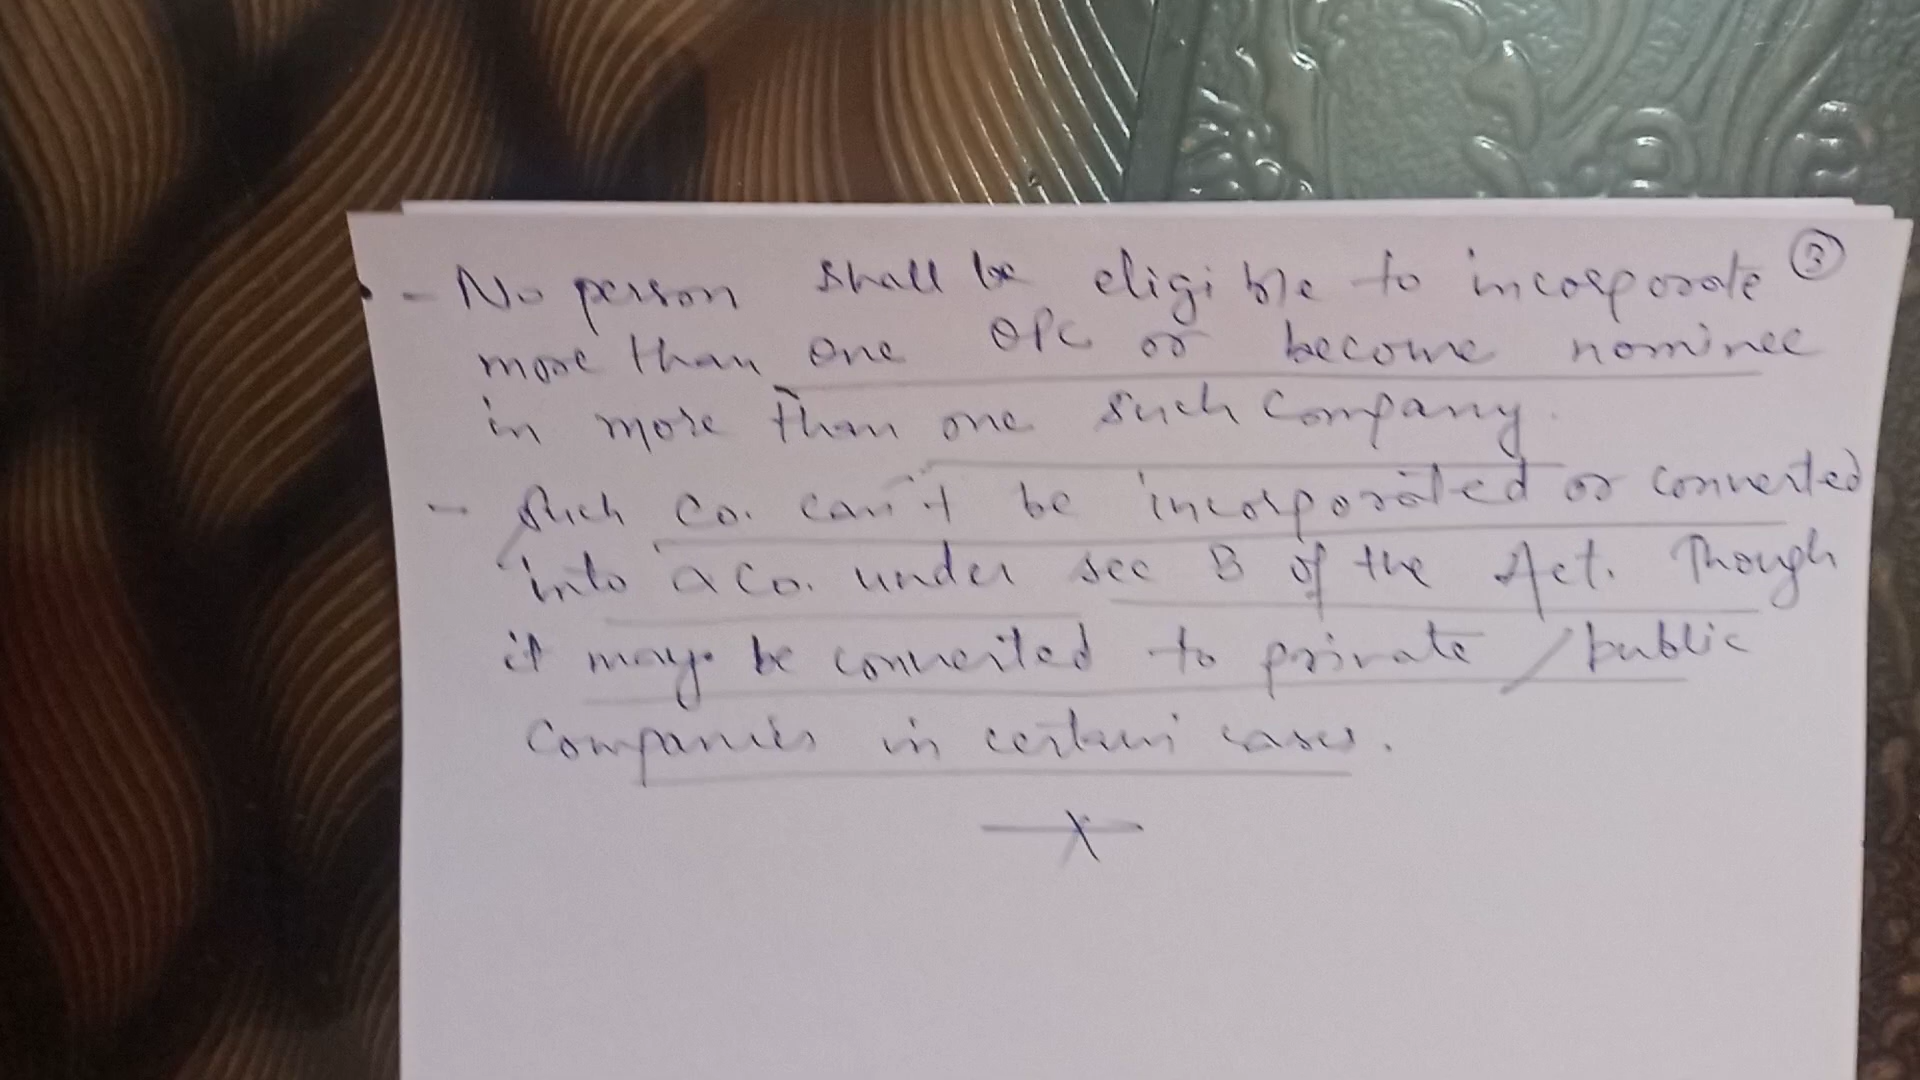 - No person shall be eligible to incorporate
more than one OPC or become nominee
in more than one such Company.
- Such Co. can't be incorporated or converted
into a Co. under sec 8 of the Act. Though
it may be converted to private / public
Companies in certain cases.